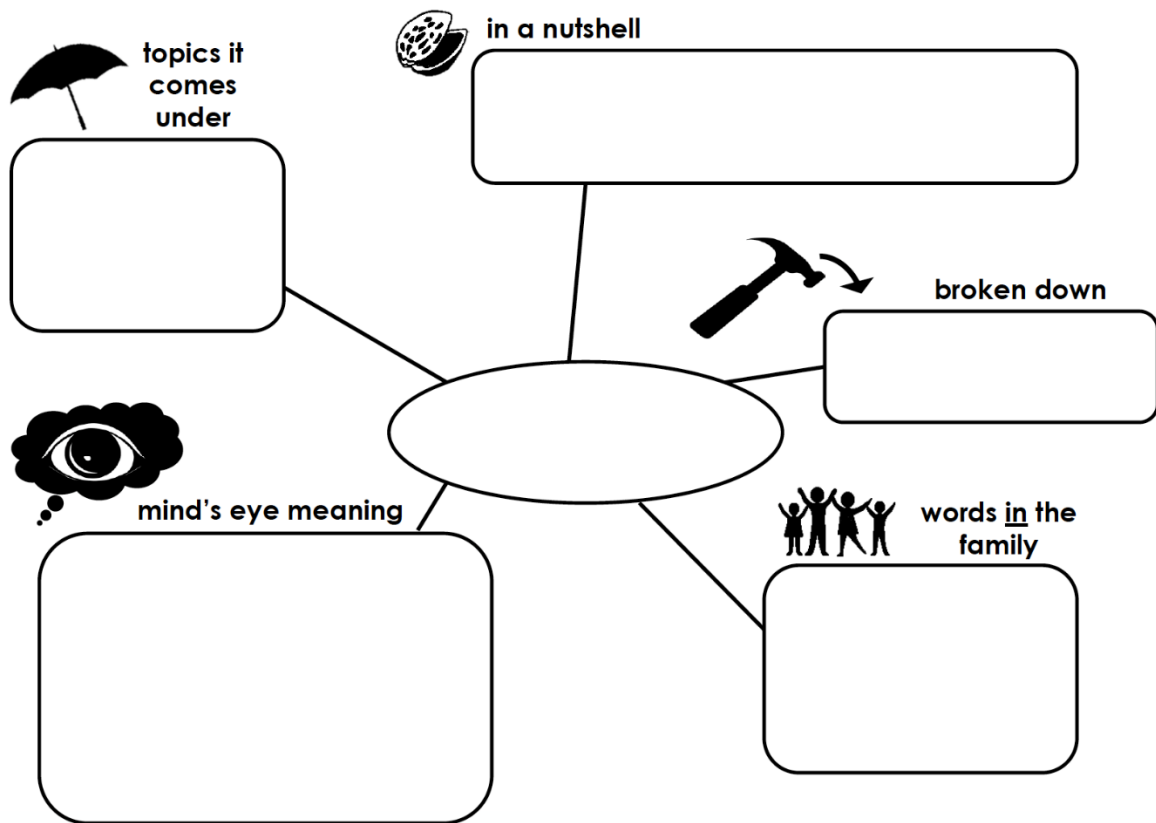 in a nutshell
topics it
comes
under
broken down
mind's eye meaning
words in the
family